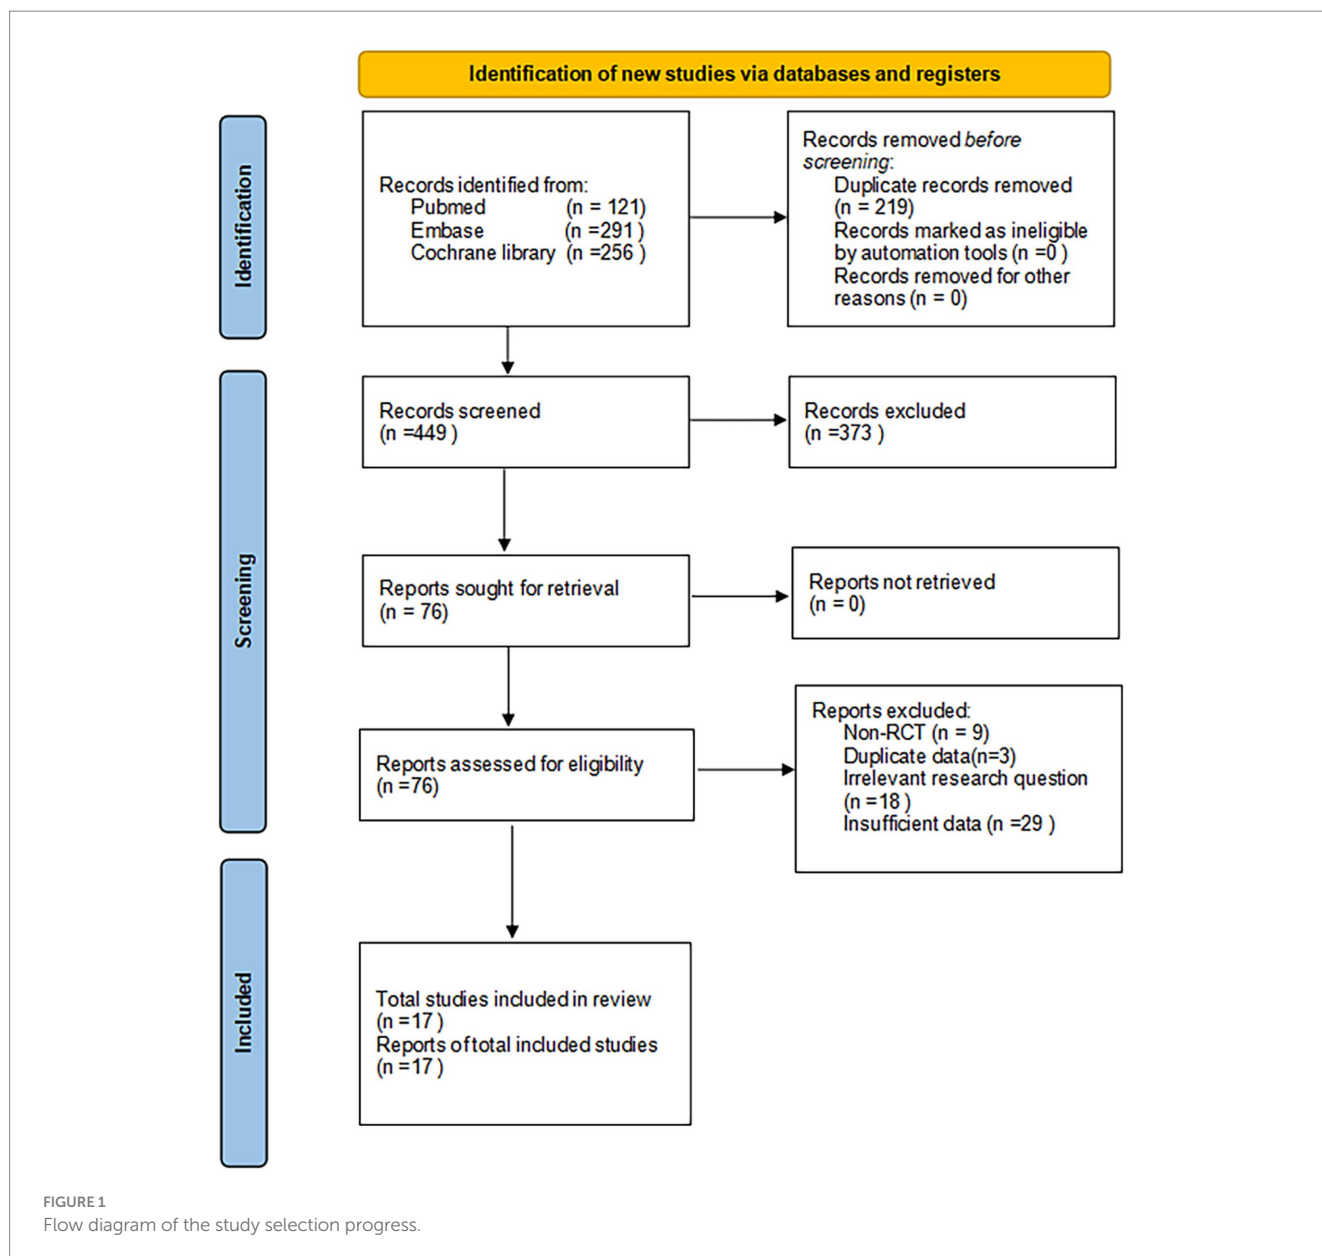 Identification of new studies via databases and registers
Identification
Records identified from:
Pubmed (n = 121)
Embase (n =291 )
Cochrane library (n =256 )
Records removed before
screening:
Duplicate records removed
(n = 219)
Records marked as ineligible
by automation tools (n =0 )
Records removed for other
reasons (n = 0)
Screening
Records screened
(n =449 )
Records excluded
(n =373 )
Reports sought for retrieval
(n = 76)
Reports not retrieved
(n = 0)
Reports assessed for eligibility
(n =76)
Reports excluded:
Non-RCT (n = 9)
Duplicate data(n=3)
Irrelevant research question
(n =18 )
Insufficient data (n =29 )
Included
Total studies included in review
(n =17 )
Reports of total included studies
(n =17 )
FIGURE 1
Flow diagram of the study selection progress.